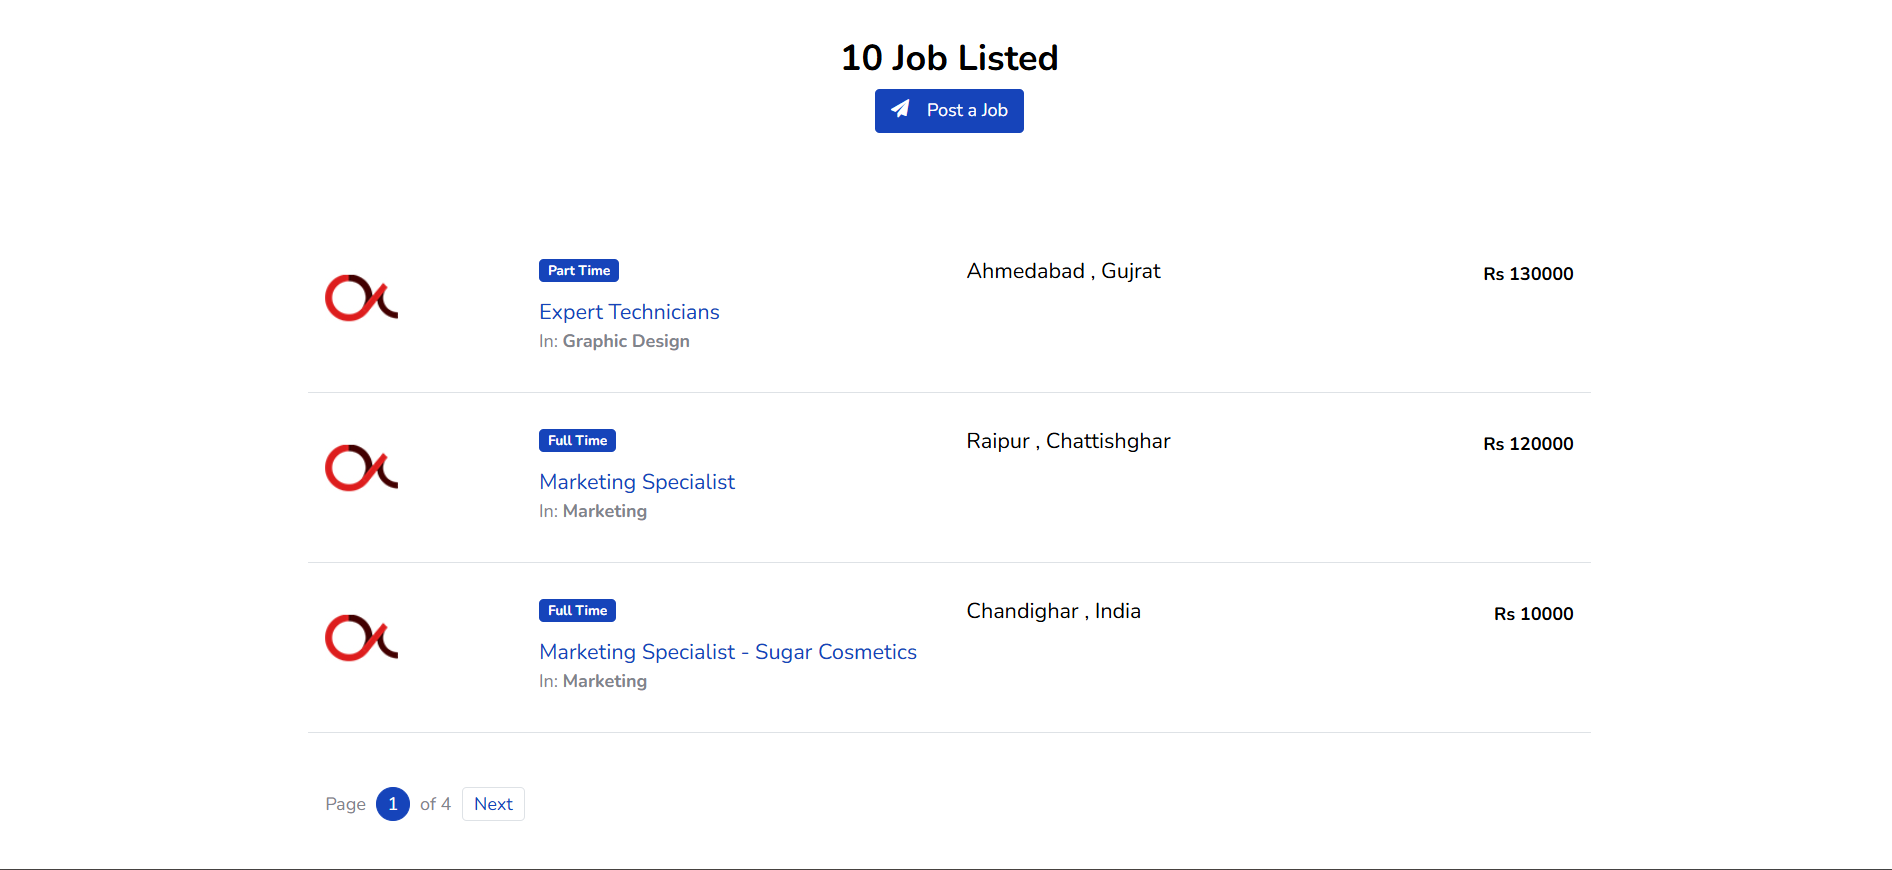 10 Job Listed
Post a Job
Part Time
Ahmedabad , Gujrat
Rs 130000
Expert Technicians
In: Graphic Design
Full Time
Raipur , Chattishghar
Rs 120000
Marketing Specialist
In: Marketing
Full Time
Chandighar , India
Rs 10000
Marketing Specialist - Sugar Cosmetics
In: Marketing
Page 1 of 4 Next